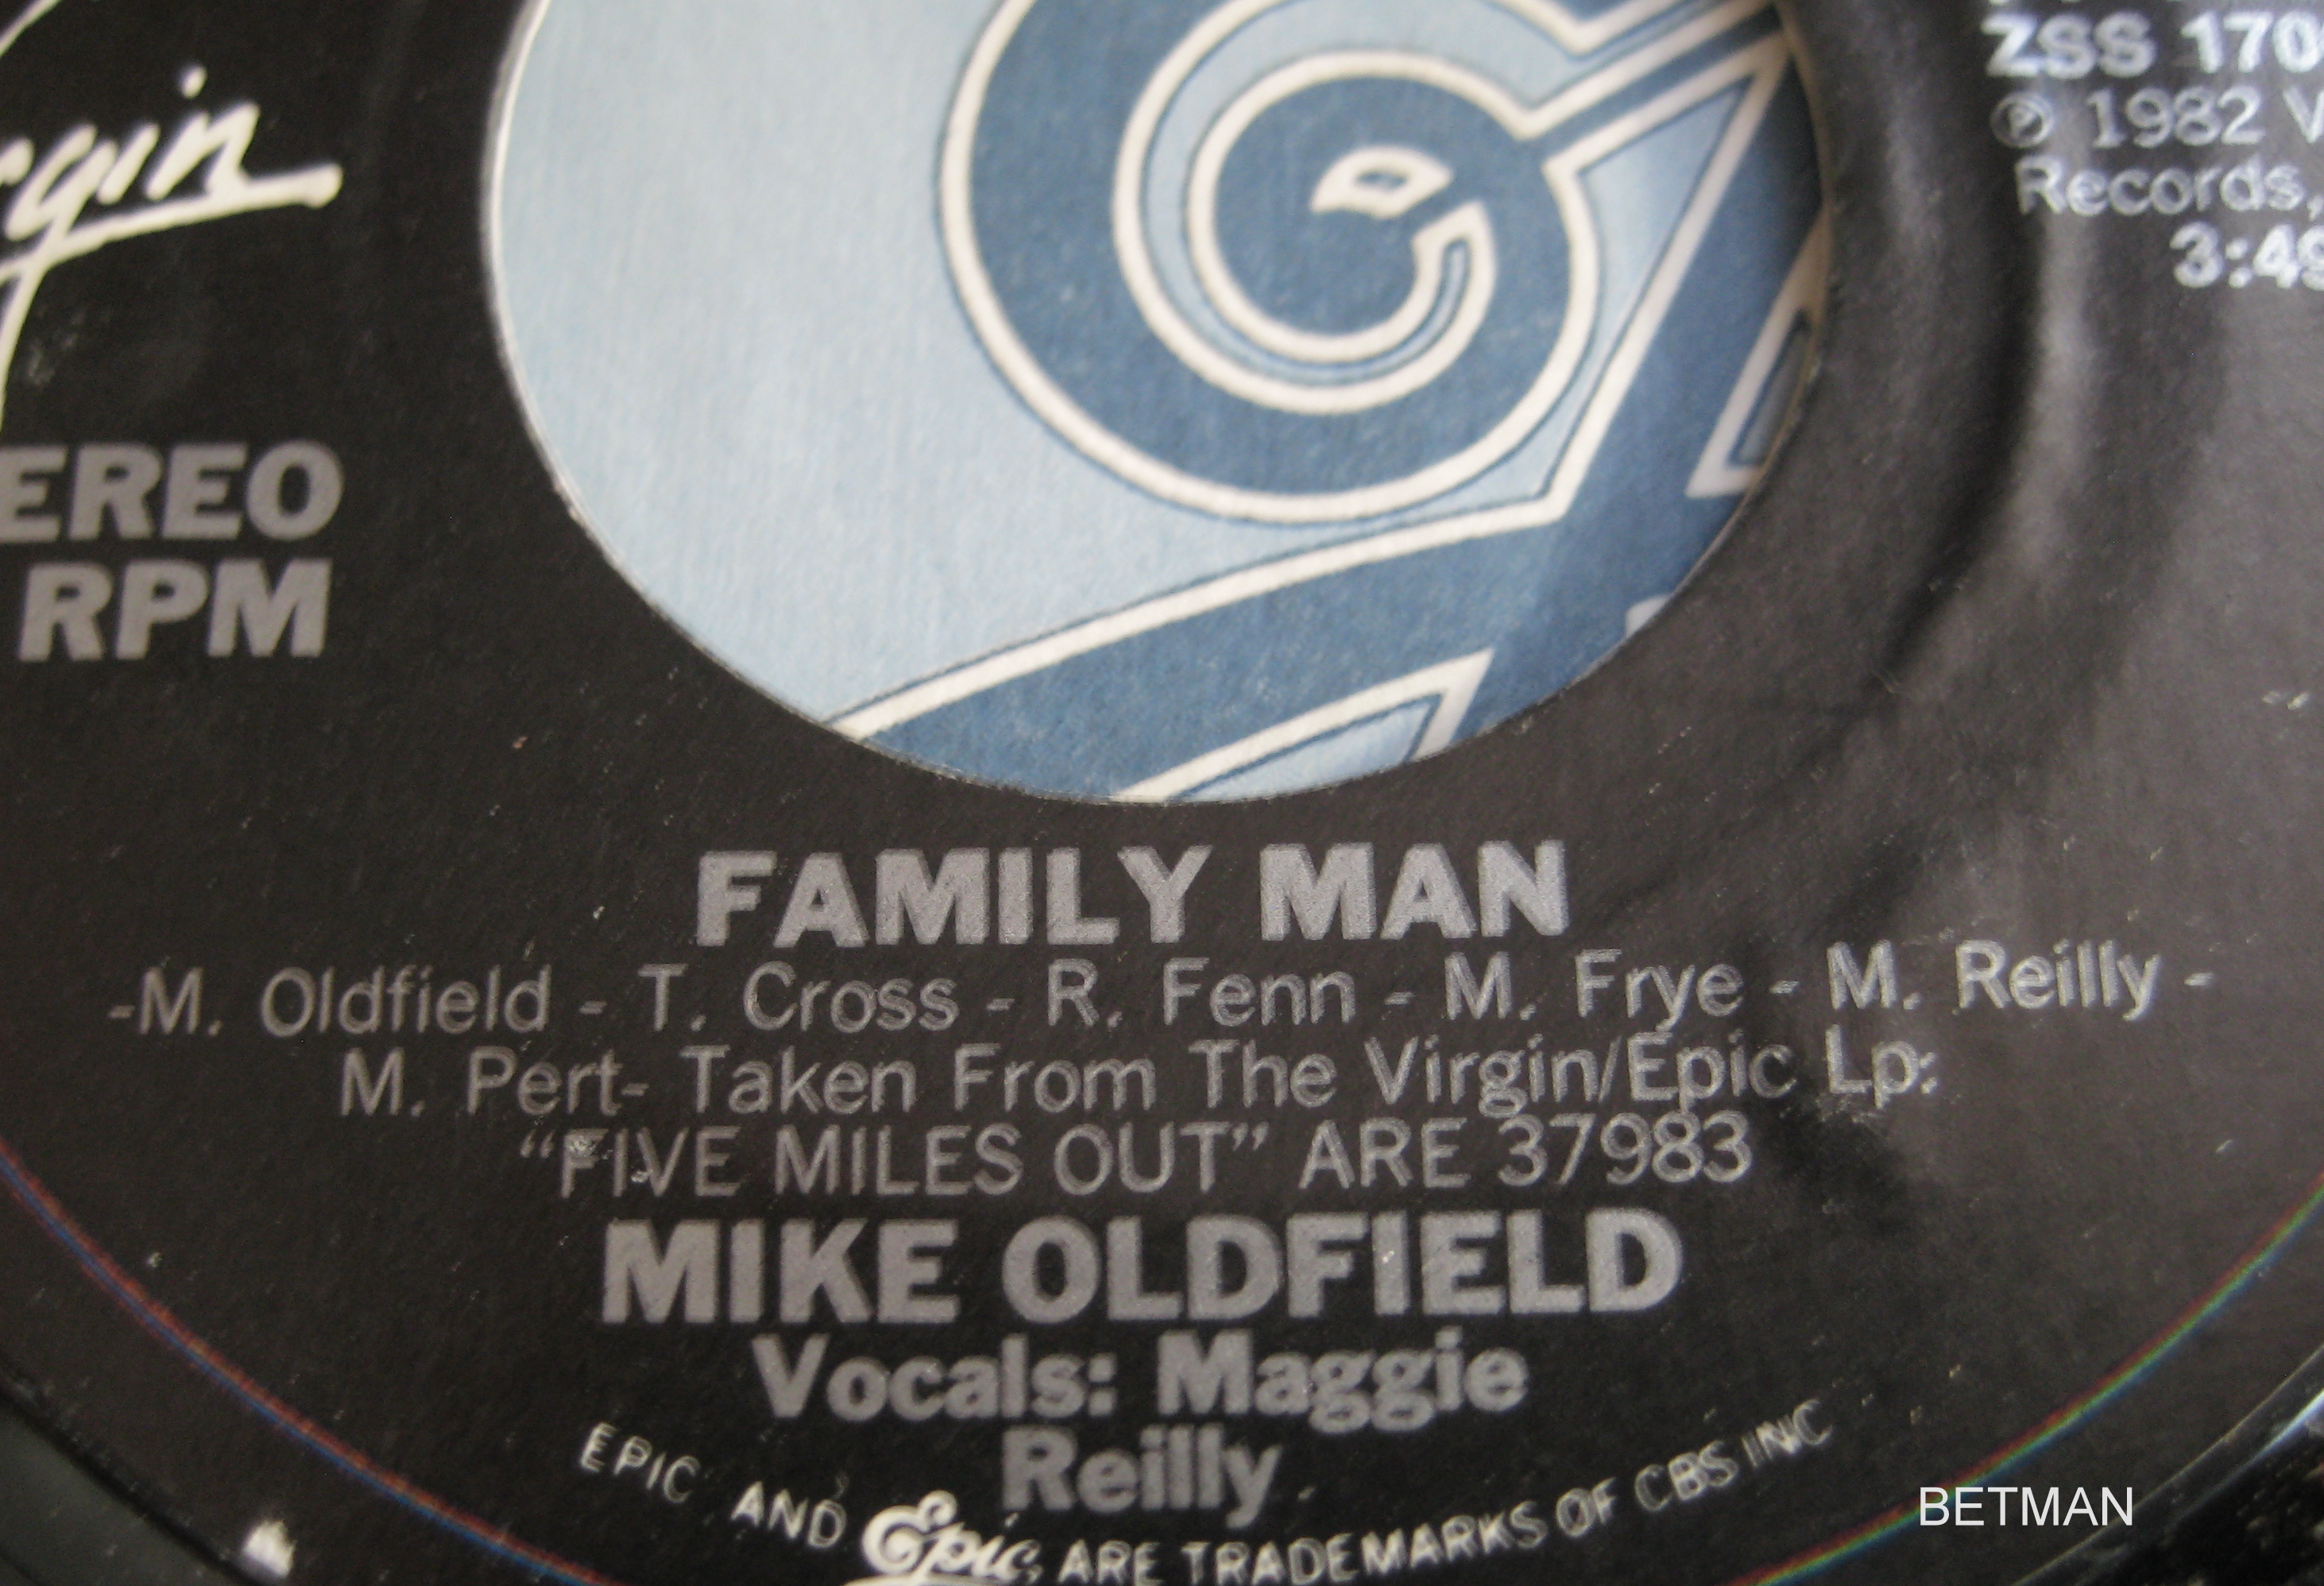 ZSS 170
℗ 1982 V
Records,
3:49
EREO
RPM
FAMILY MAN
-M. Oldfield - T. Cross - R. Fenn - M. Frye - M. Reilly -
M. Pert- Taken From The Virgin/Epic Lp:
"FIVE MILES OUT" ARE 37983
MIKE OLDFIELD
Vocals: Maggie
Reilly
EPIC AND Epic, ARE TRADEMARKS OF CBS INC
BETMAN